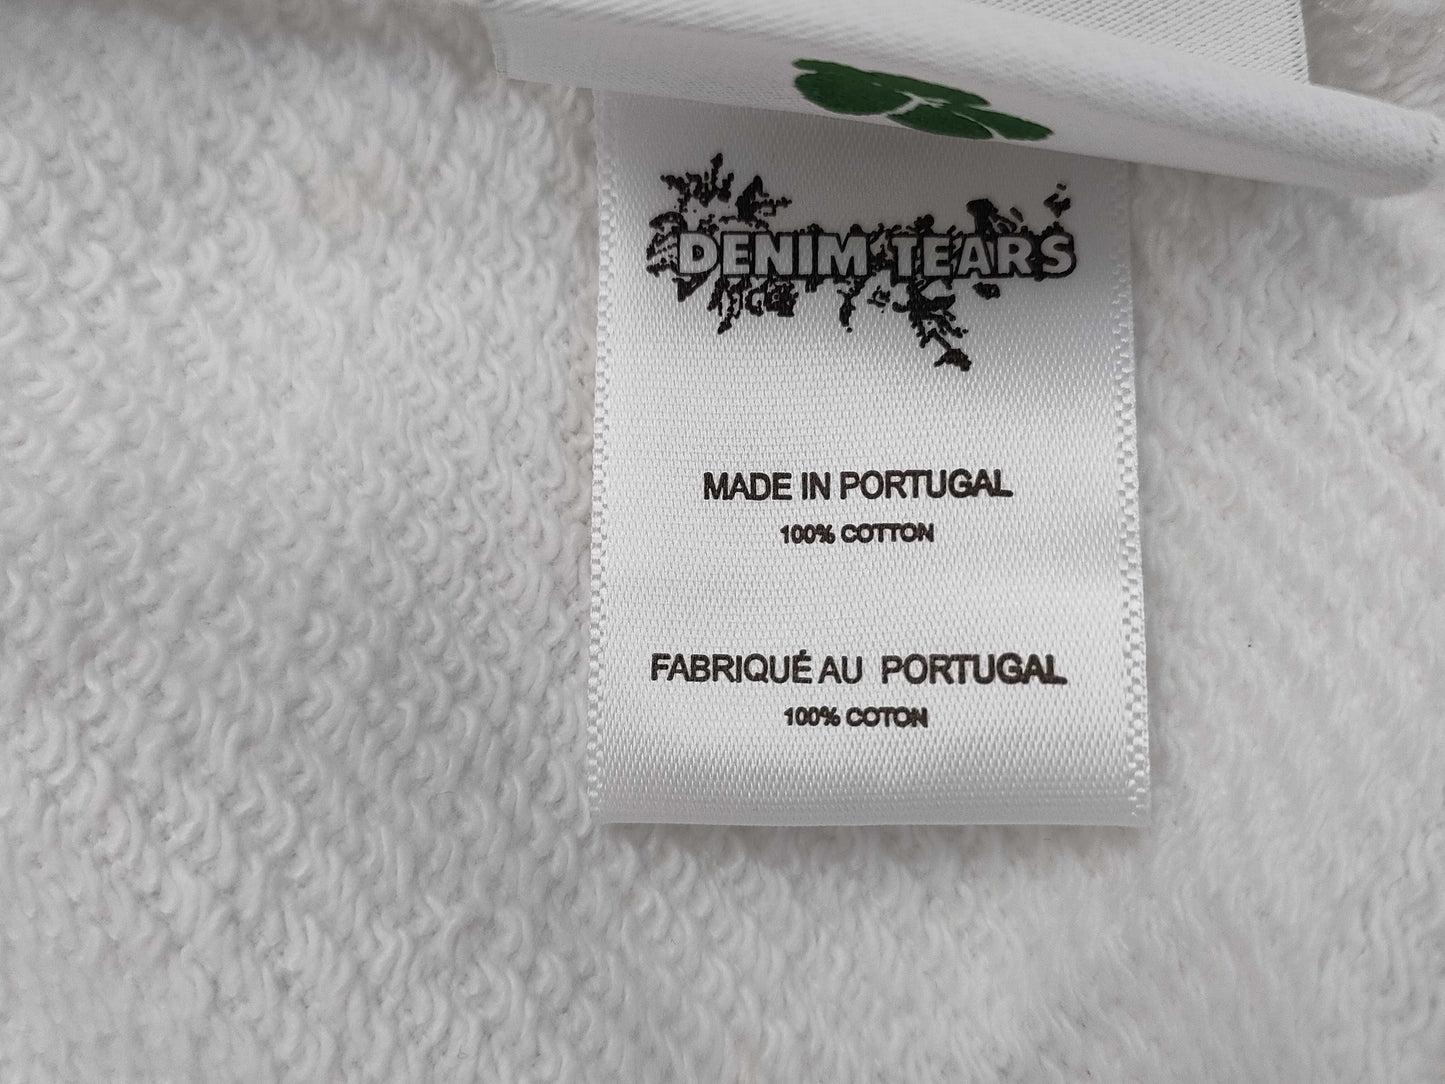 DENIM TEARS
MADE IN PORTUGAL
100% COTTON
FABRIQUÉ AU PORTUGAL
100% COTON